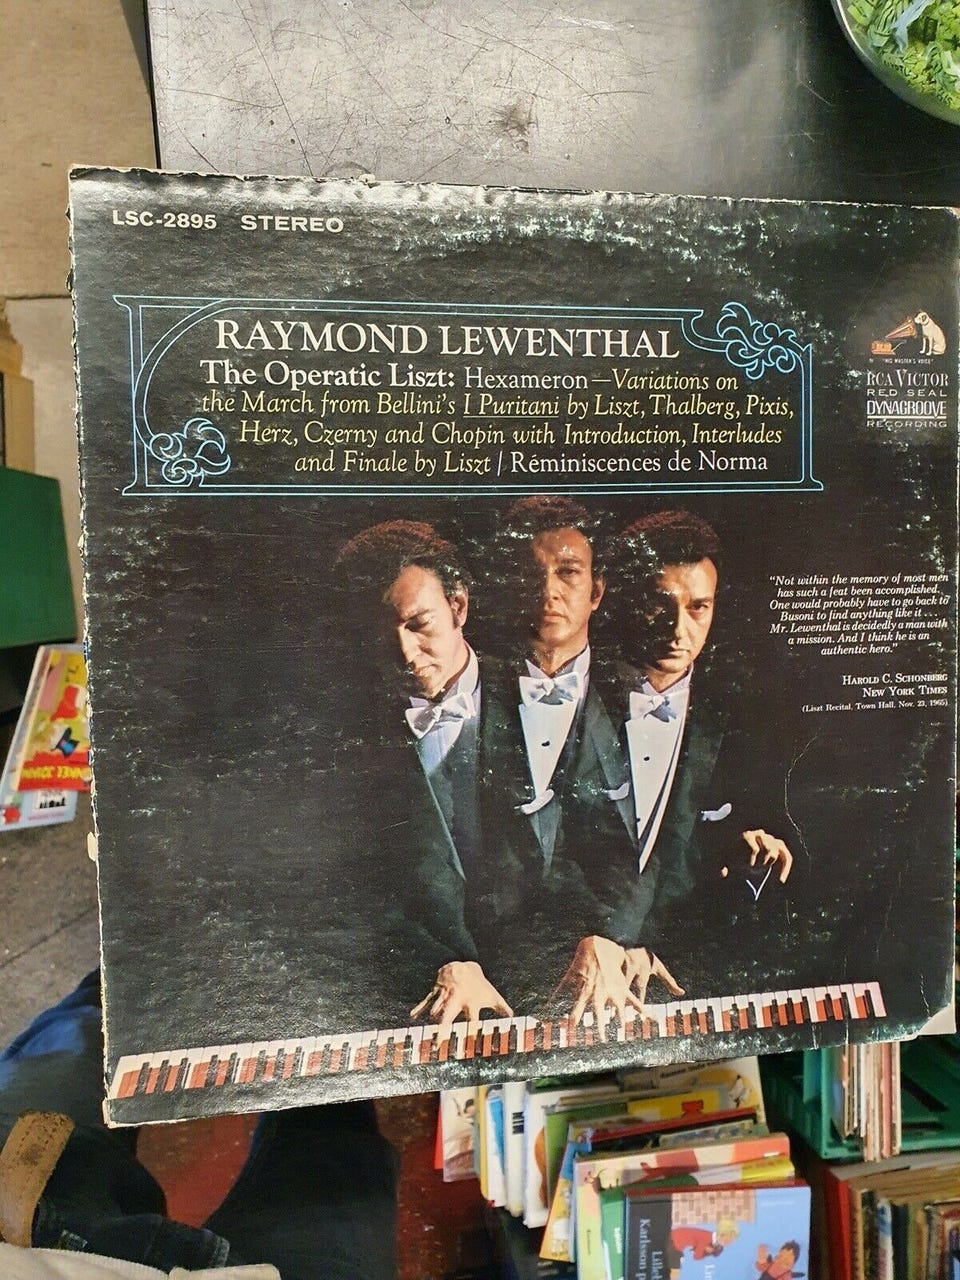 LSC-2895 STEREO
RAYMOND LEWENTHAL
The Operatic Liszt: Hexameron—Variations on
the March from Bellini's I Puritani by Liszt, Thalberg, Pixis,
Herz, Czerny and Chopin with Introduction, Interludes
and Finale by Liszt / Réminiscences de Norma
"HIS MASTER'S VOICE"
RCA VICTOR
RED SEAL
DYNAGROOVE
RECORDING
"Not within the memory of most men
has such a feat been accomplished.
One would probably have to go back to
Busoni to find anything like it . . .
Mr. Lewenthal is decidedly a man with
a mission. And I think he is an
authentic hero."
HAROLD C. SCHONBERG
NEW YORK TIMES
(Liszt Recital, Town Hall, Nov. 23, 1965)
Karlsson